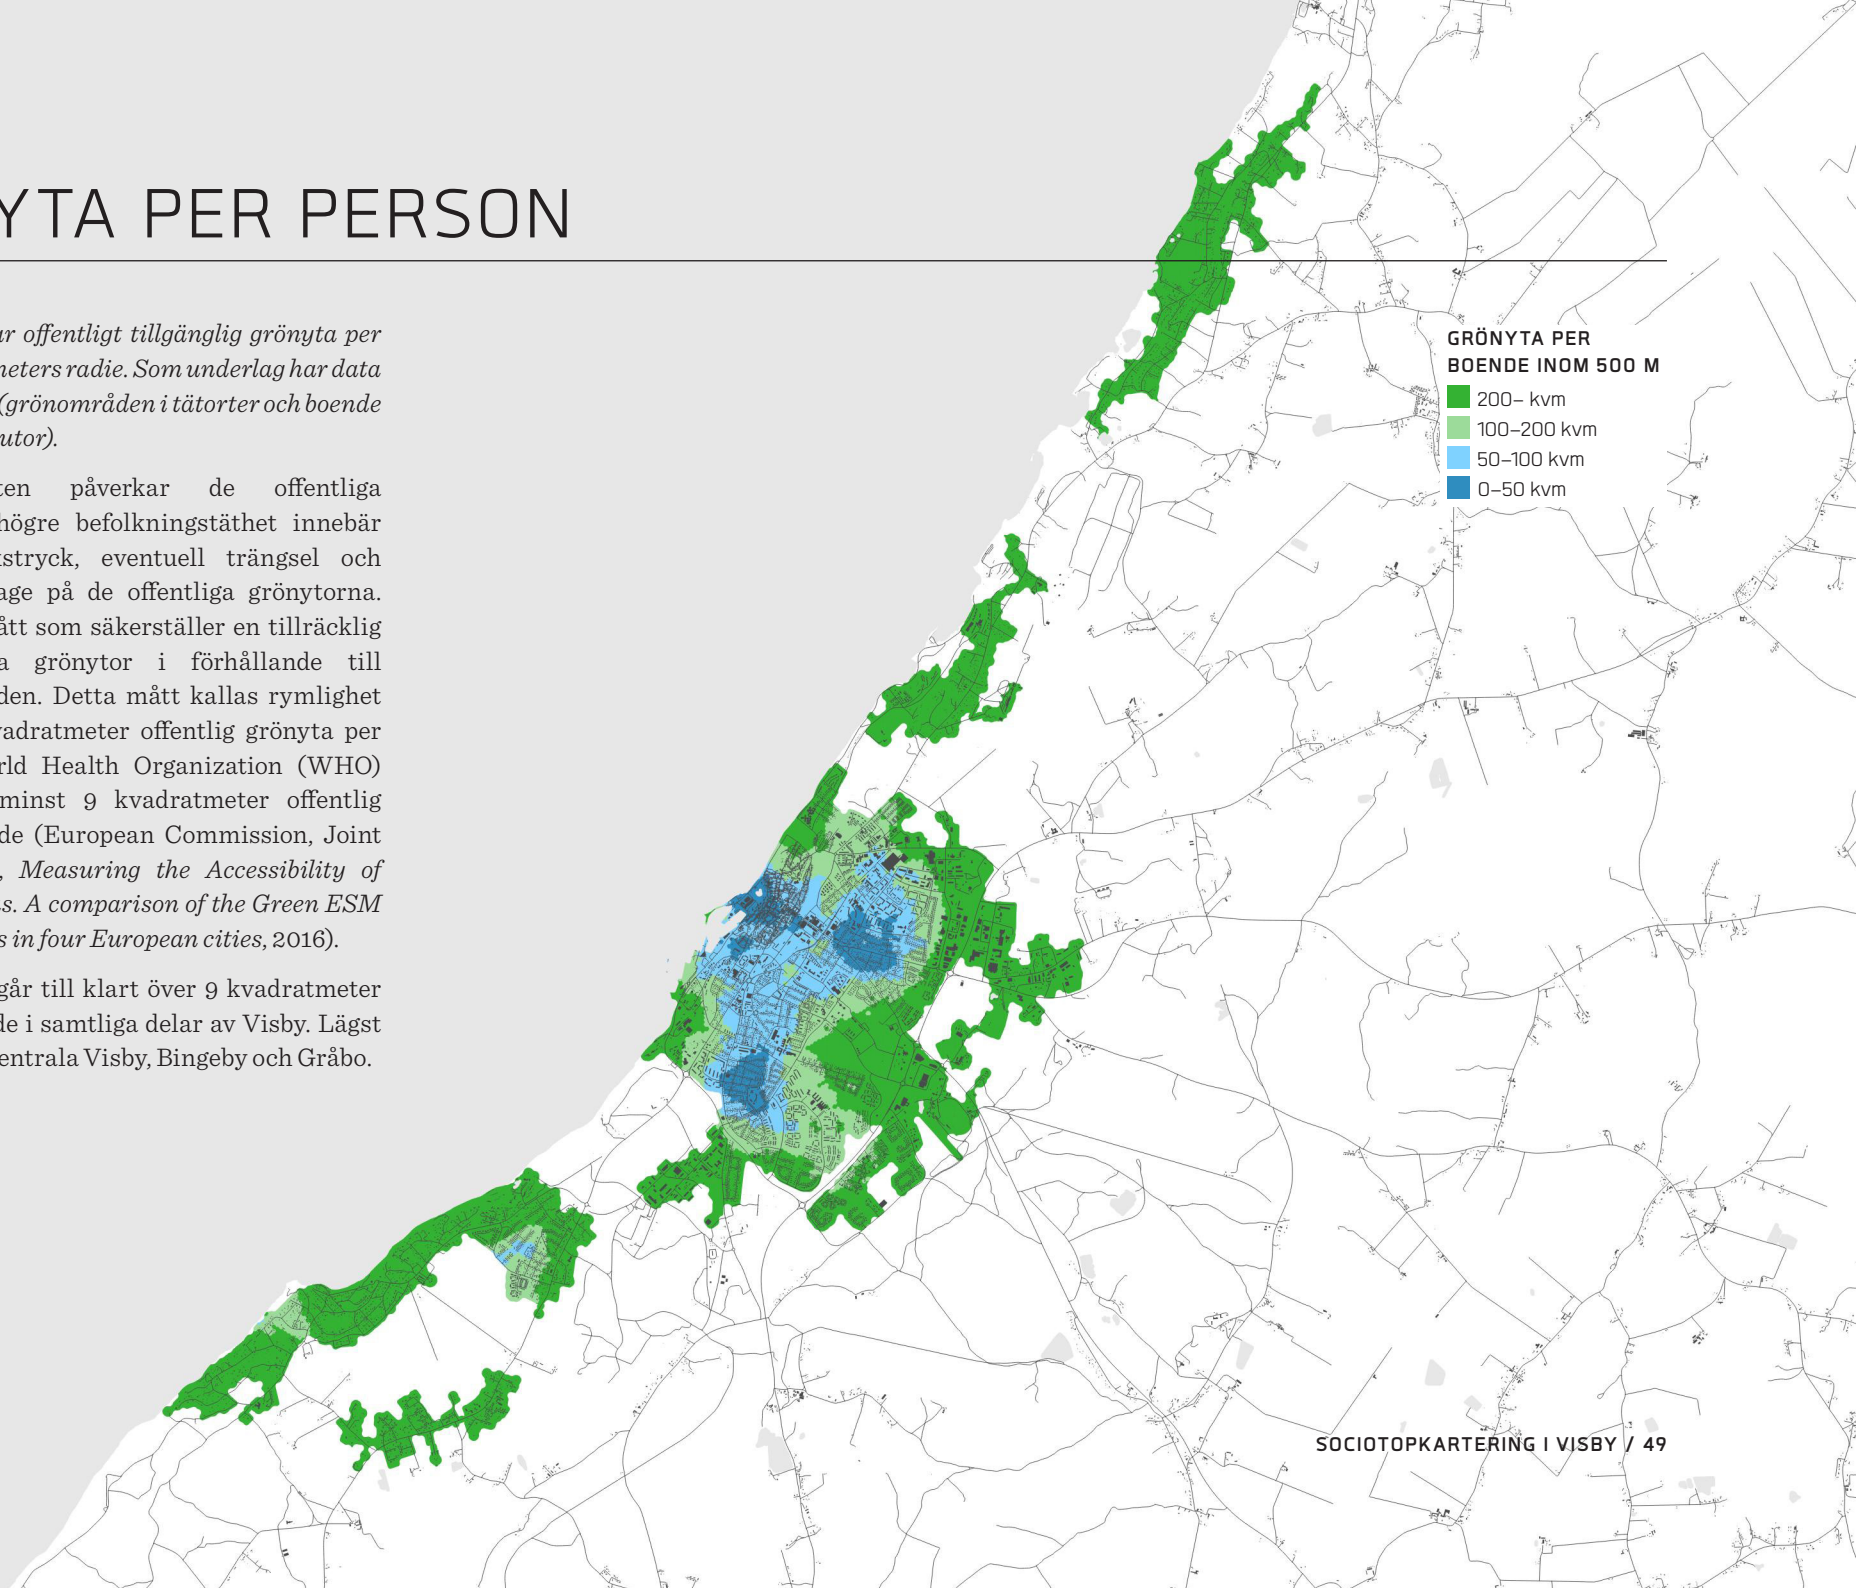 YTA PER PERSON
ar offentligt tillgänglig grönyta per
meters radie. Som underlag har data
(grönområden i tätorter och boende
utor).
ten påverkar de offentliga
högre befolkningstäthet innebär
kstryck, eventuell trängsel och
age på de offentliga grönytorna.
ått som säkerställer en tillräcklig
a grönytor i förhållande till
den. Detta mått kallas rymlighet
vadratmeter offentlig grönyta per
rld Health Organization (WHO)
minst 9 kvadratmeter offentlig
de (European Commission, Joint
, Measuring the Accessibility of
s. A comparison of the Green ESM
s in four European cities, 2016).
går till klart över 9 kvadratmeter
de i samtliga delar av Visby. Lägst
entrala Visby, Bingeby och Gråbo.
GRÖNYTA PER
BOENDE INOM 500 M
200– kvm
100–200 kvm
50–100 kvm
0–50 kvm
SOCIOTOPKARTERING I VISBY / 49